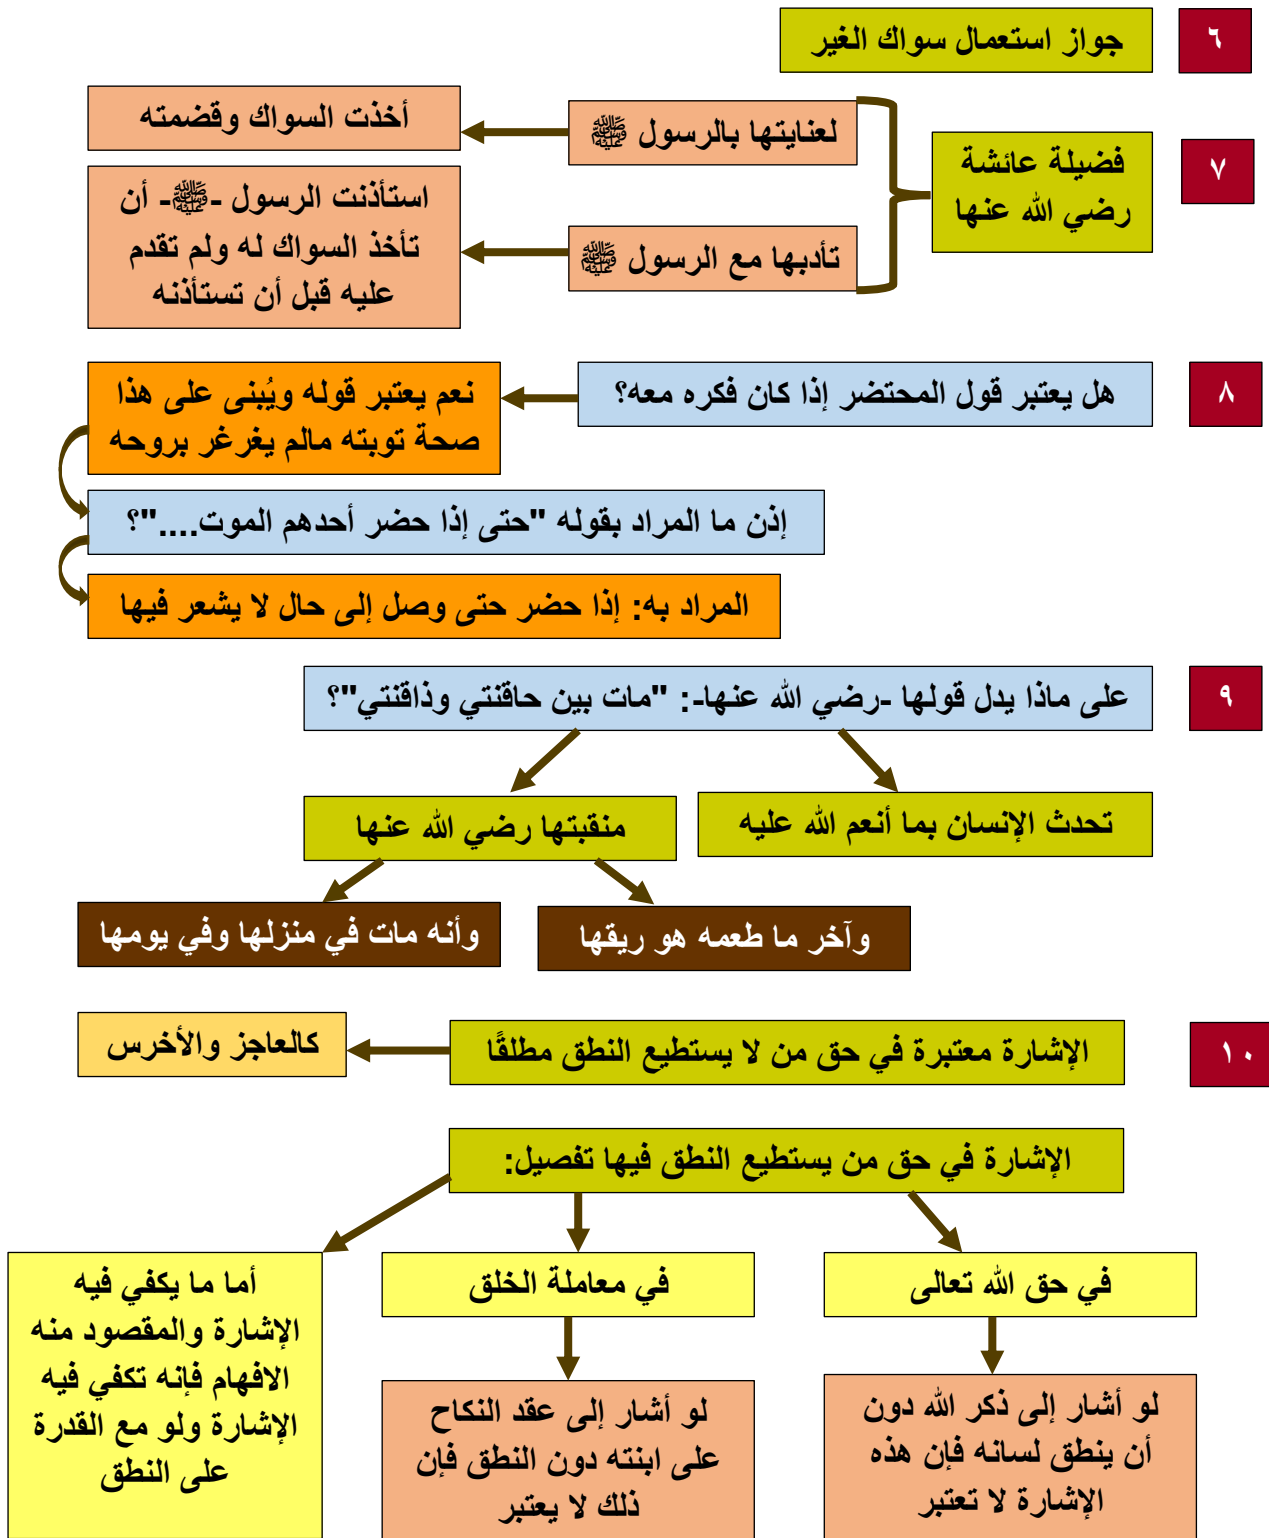 ٦
جواز استعمال سواك الغير
٧
فضيلة عائشة
رضي الله عنها
لعنايتها بالرسول ﷺ
أخذت السواك وقضمته
تأدبها مع الرسول ﷺ
استأذنت الرسول -ﷺ- أن
تأخذ السواك له ولم تقدم
عليه قبل أن تستأذنه
٨
هل يعتبر قول المحتضر إذا كان فكره معه؟
نعم يعتبر قوله ويُبنى على هذا
صحة توبته مالم يغرغر بروحه
إذن ما المراد بقوله "حتى إذا حضر أحدهم الموت...."؟
المراد به: إذا حضر حتى وصل إلى حال لا يشعر فيها
٩
على ماذا يدل قولها -رضي الله عنها-: "مات بين حاقنتي وذاقنتي"؟
تحدث الإنسان بما أنعم الله عليه
منقبتها رضي الله عنها
وآخر ما طعمه هو ريقها
وأنه مات في منزلها وفي يومها
١٠
الإشارة معتبرة في حق من لا يستطيع النطق مطلقًا
كالعاجز والأخرس
الإشارة في حق من يستطيع النطق فيها تفصيل:
في حق الله تعالى
لو أشار إلى ذكر الله دون
أن ينطق لسانه فإن هذه
الإشارة لا تعتبر
في معاملة الخلق
لو أشار إلى عقد النكاح
على ابنته دون النطق فإن
ذلك لا يعتبر
أما ما يكفي فيه
الإشارة والمقصود منه
الافهام فإنه تكفي فيه
الإشارة ولو مع القدرة
على النطق